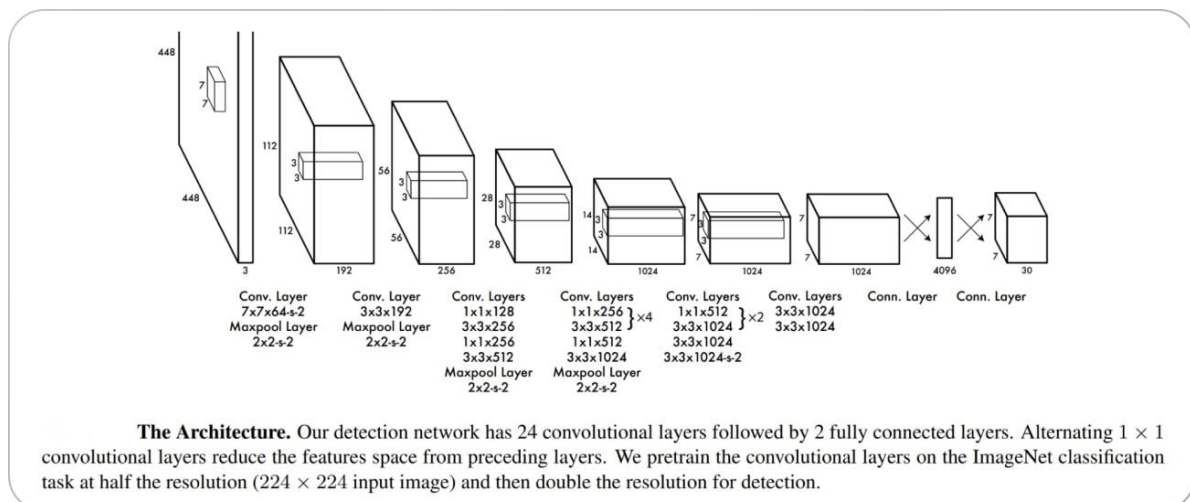 448
7
7
448
3
112
3
3
112
192
56
3
3
56
256
28
3
3
28
512
14
3
3
14
1024
7
3
3
7
1024
7
7
1024
4096
7
7
30
Conv. Layer
7x7x64-s-2
Maxpool Layer
2x2-s-2
Conv. Layer
3x3x192
Maxpool Layer
2x2-s-2
Conv. Layers
1x1x128
3x3x256
1x1x256
3x3x512
Maxpool Layer
2x2-s-2
Conv. Layers
1x1x256
3x3x512 }×4
1x1x512
3x3x1024
Maxpool Layer
2x2-s-2
Conv. Layers
1x1x512
3x3x1024 }×2
3x3x1024
3x3x1024-s-2
Conv. Layers
3x3x1024
3x3x1024
Conn. Layer
Conn. Layer
The Architecture. Our detection network has 24 convolutional layers followed by 2 fully connected layers. Alternating 1 × 1
convolutional layers reduce the features space from preceding layers. We pretrain the convolutional layers on the ImageNet classification
task at half the resolution (224 × 224 input image) and then double the resolution for detection.